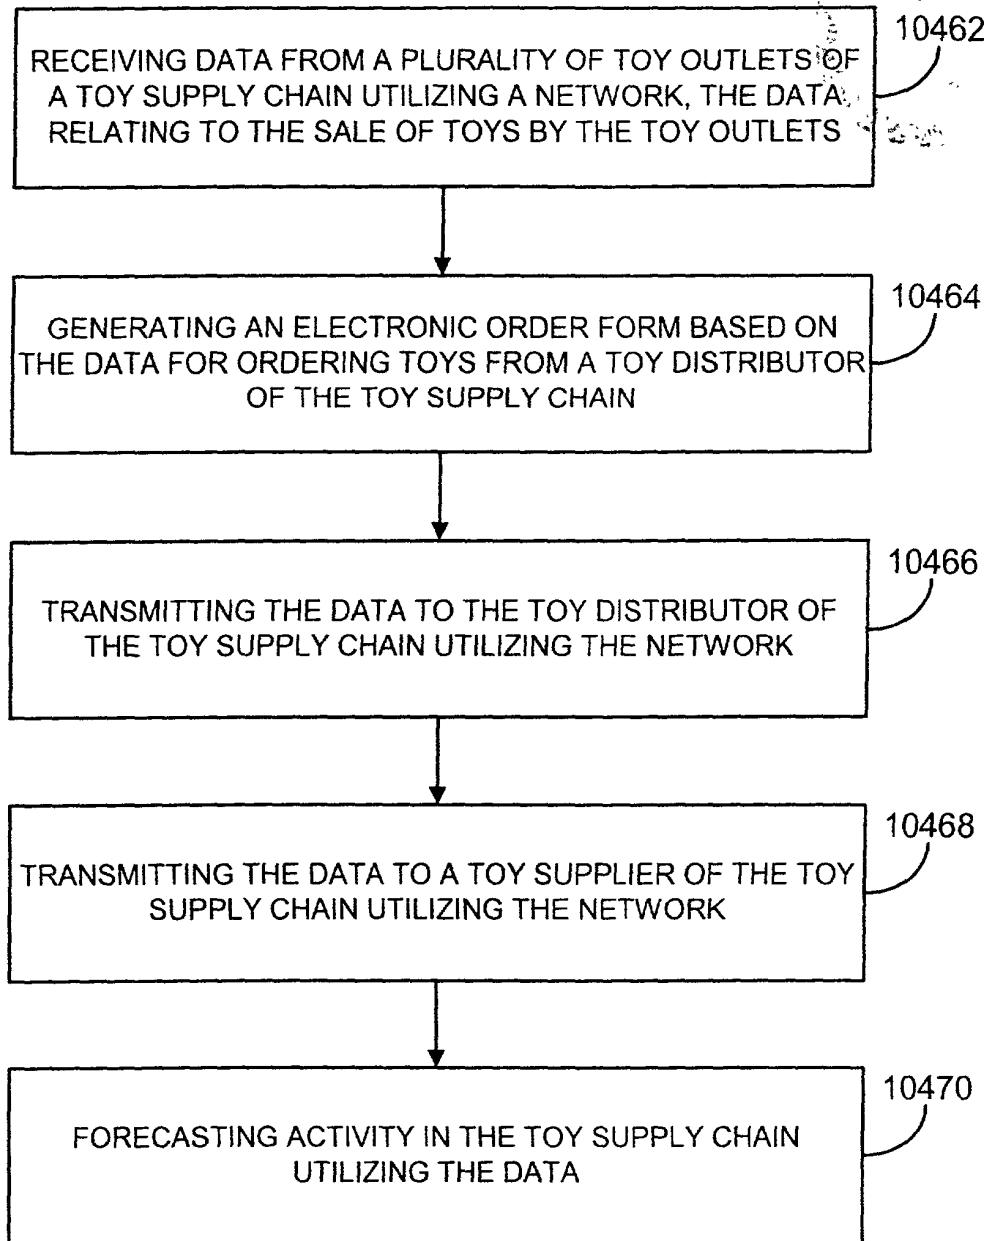 10462
RECEIVING DATA FROM A PLURALITY OF TOY OUTLETS OF
A TOY SUPPLY CHAIN UTILIZING A NETWORK, THE DATA
RELATING TO THE SALE OF TOYS BY THE TOY OUTLETS
10464
GENERATING AN ELECTRONIC ORDER FORM BASED ON
THE DATA FOR ORDERING TOYS FROM A TOY DISTRIBUTOR
OF THE TOY SUPPLY CHAIN
10466
TRANSMITTING THE DATA TO THE TOY DISTRIBUTOR OF
THE TOY SUPPLY CHAIN UTILIZING THE NETWORK
10468
TRANSMITTING THE DATA TO A TOY SUPPLIER OF THE TOY
SUPPLY CHAIN UTILIZING THE NETWORK
10470
FORECASTING ACTIVITY IN THE TOY SUPPLY CHAIN
UTILIZING THE DATA